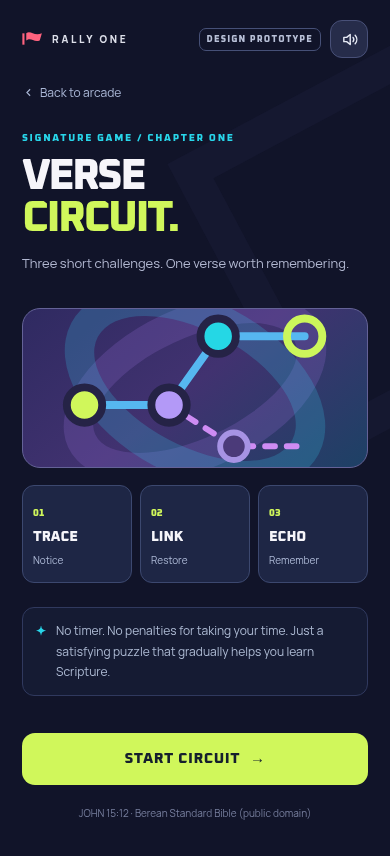 RALLY ONE
DESIGN PROTOTYPE
Back to arcade
SIGNATURE GAME / CHAPTER ONE
VERSE
CIRCUIT.
Three short challenges. One verse worth remembering.
01
TRACE
Notice
02
LINK
Restore
03
ECHO
Remember
No timer. No penalties for taking your time. Just a
satisfying puzzle that gradually helps you learn
Scripture.
START CIRCUIT →
JOHN 15:12 · Berean Standard Bible (public domain)